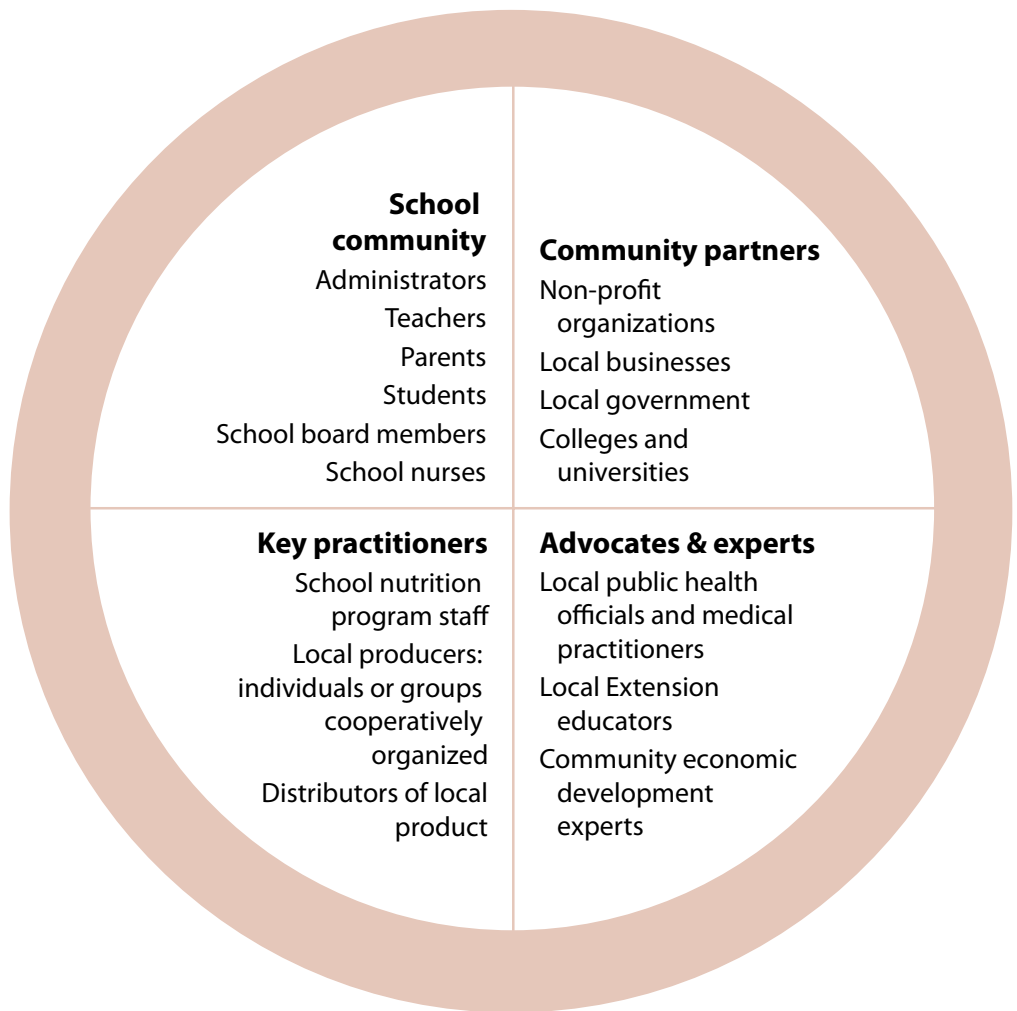 School
community
Administrators
Teachers
Parents
Students
School board members
School nurses
Community partners
Non-profit
organizations
Local businesses
Local government
Colleges and
universities
Key practitioners
School nutrition
program staff
Local producers:
individuals or groups
cooperatively
organized
Distributors of local
product
Advocates & experts
Local public health
officials and medical
practitioners
Local Extension
educators
Community economic
development
experts